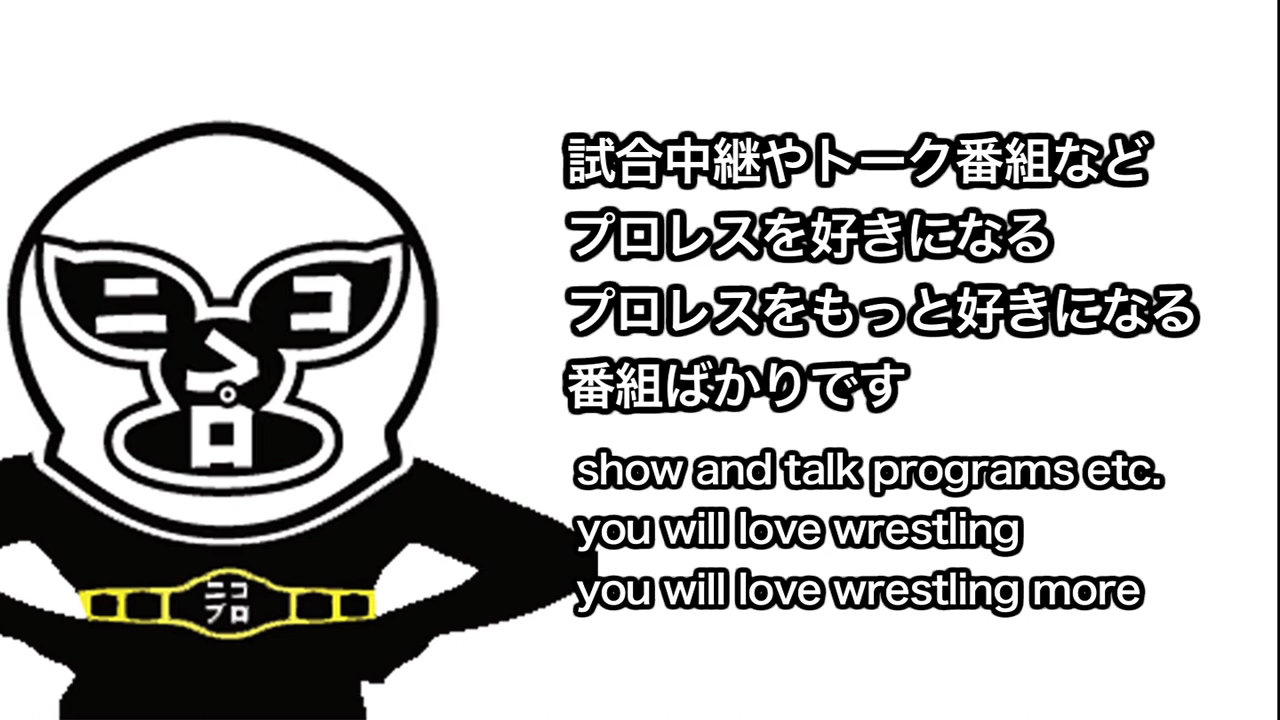 ニコ
プロ
ニコ
プロ
試合中継やトーク番組など
プロレスを好きになる
プロレスをもっと好きになる
番組ばかりです
show and talk programs etc.
you will love wrestling
you will love wrestling more